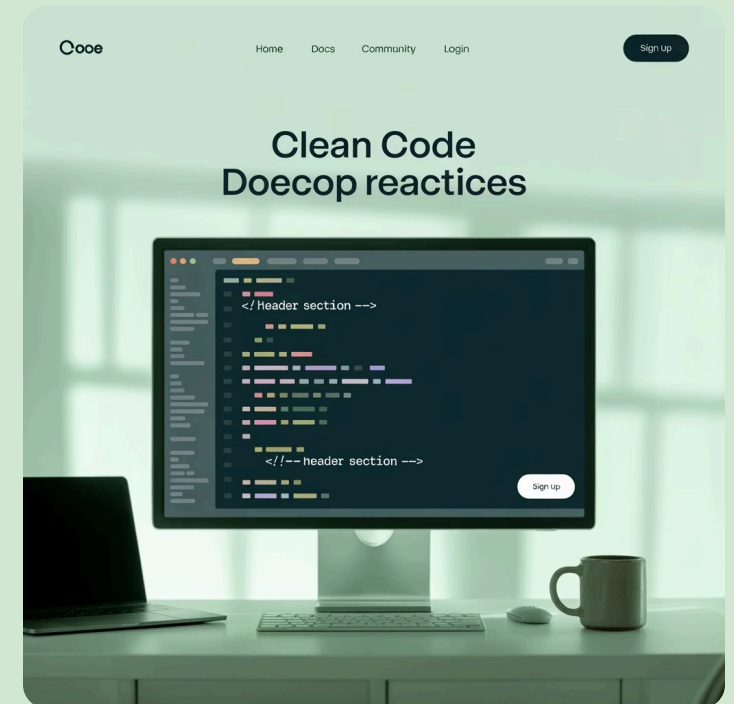 Cooe
Home Docs Community Login
Sign Up
Clean Code
Doecop reactices
</! Header section -->
<!!-- header section -->
Sign up